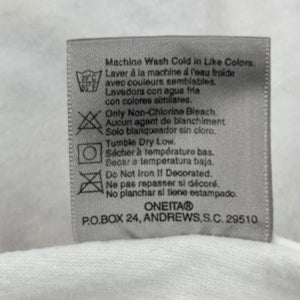 Machine Wash Cold in Like Colors.
Laver à la machine á l'eau froide
avec couleurs semblables.
Lavadora con agua fria
con colores similares.
Only Non-Chlorine Bleach.
Aucun agent de blanchiment.
Solo blanqueador sin cloro.
Tumble Dry Low.
Sécher à température bas.
Secar a temperatura baja.
Do Not Iron If Decorated.
Ne pas repasser si décoré.
No planchar si tiene estampado.
ONEITA®
P.O.BOX 24, ANDREWS,S.C. 29510